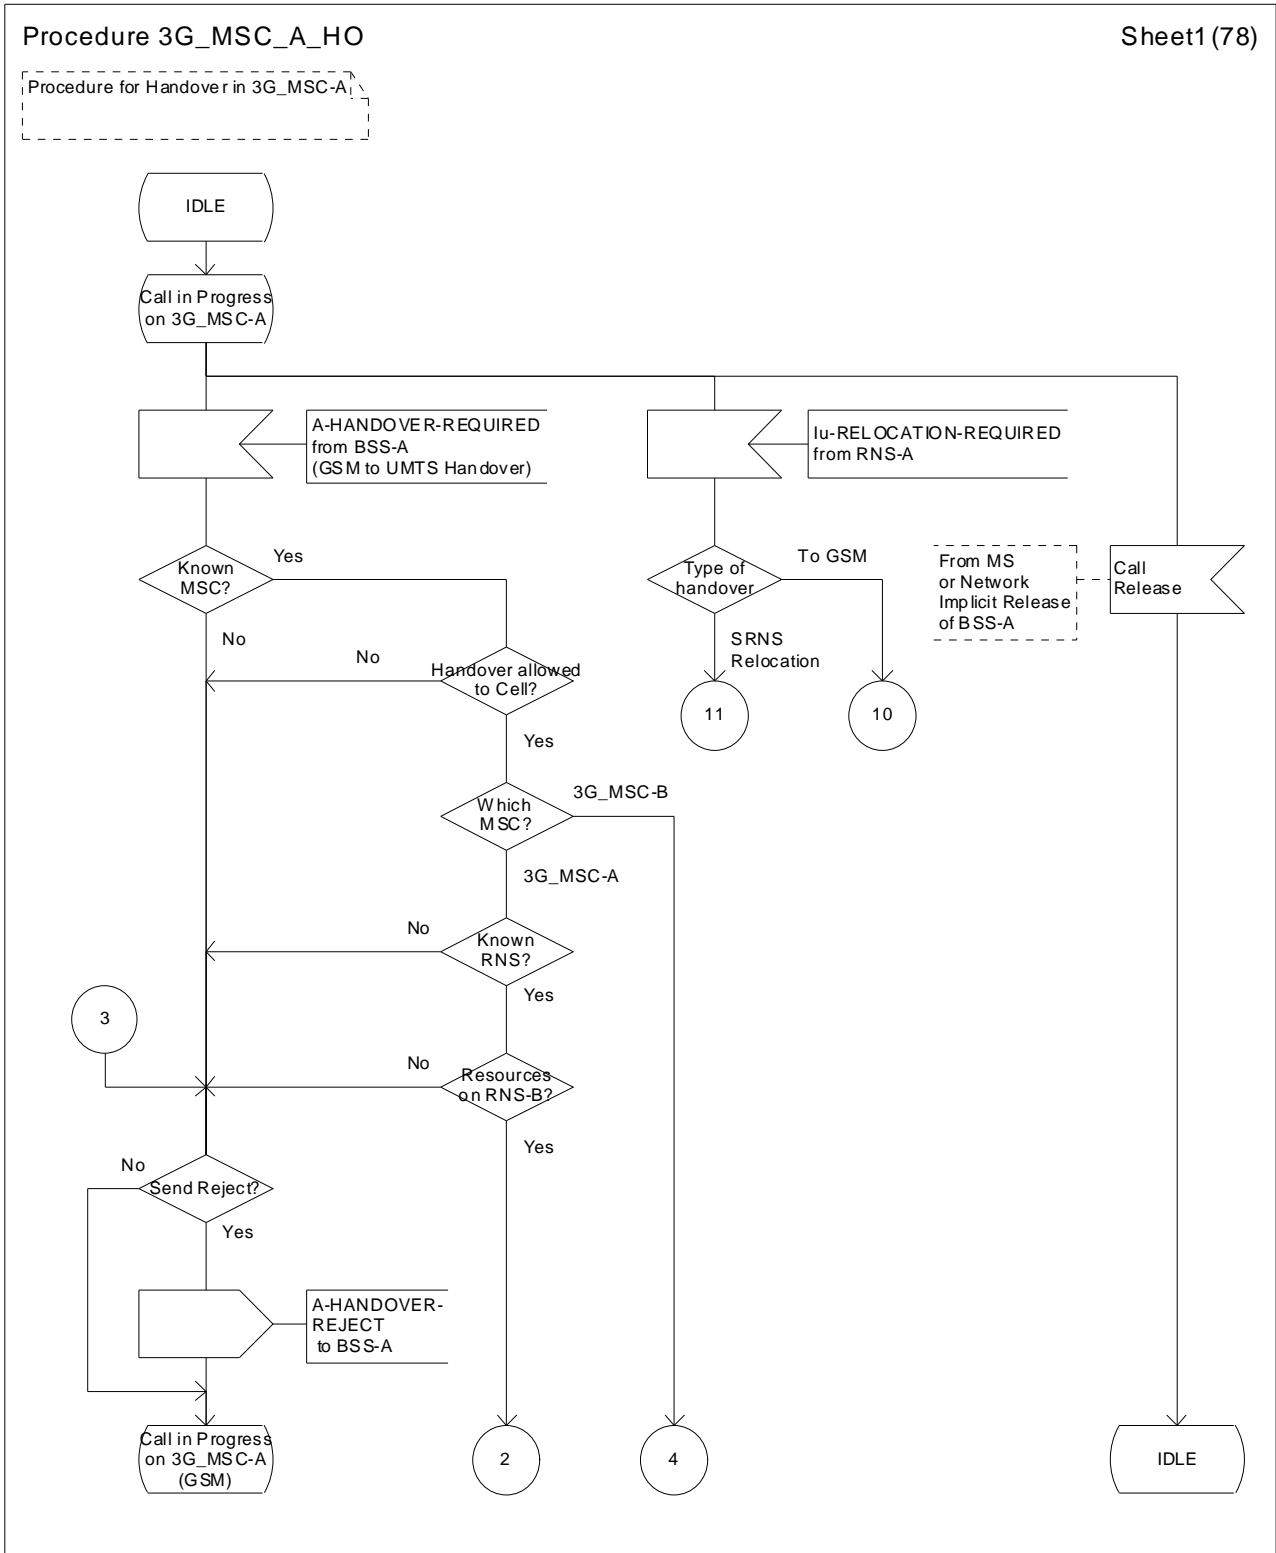 Procedure 3G_MSC_A_HO
Sheet1 (78)
Procedure for Handover in 3G_MSC-A
IDLE
Call in Progress
on 3G_MSC-A
A-HANDOVER-REQUIRED
from BSS-A
(GSM to UMTS Handover)
Iu-RELOCATION-REQUIRED
from RNS-A
Known
MSC?
Yes
No
Type of
handover
To GSM
SRNS
Relocation
From MS
or Network
Implicit Release
of BSS-A
Call
Release
No
Handover allowed
to Cell?
Yes
11
10
Which
MSC?
3G_MSC-B
3G_MSC-A
No
Known
RNS?
Yes
3
No
Resources
on RNS-B?
Yes
No
Send Reject?
Yes
A-HANDOVER-
REJECT
to BSS-A
Call in Progress
on 3G_MSC-A
(GSM)
2
4
IDLE